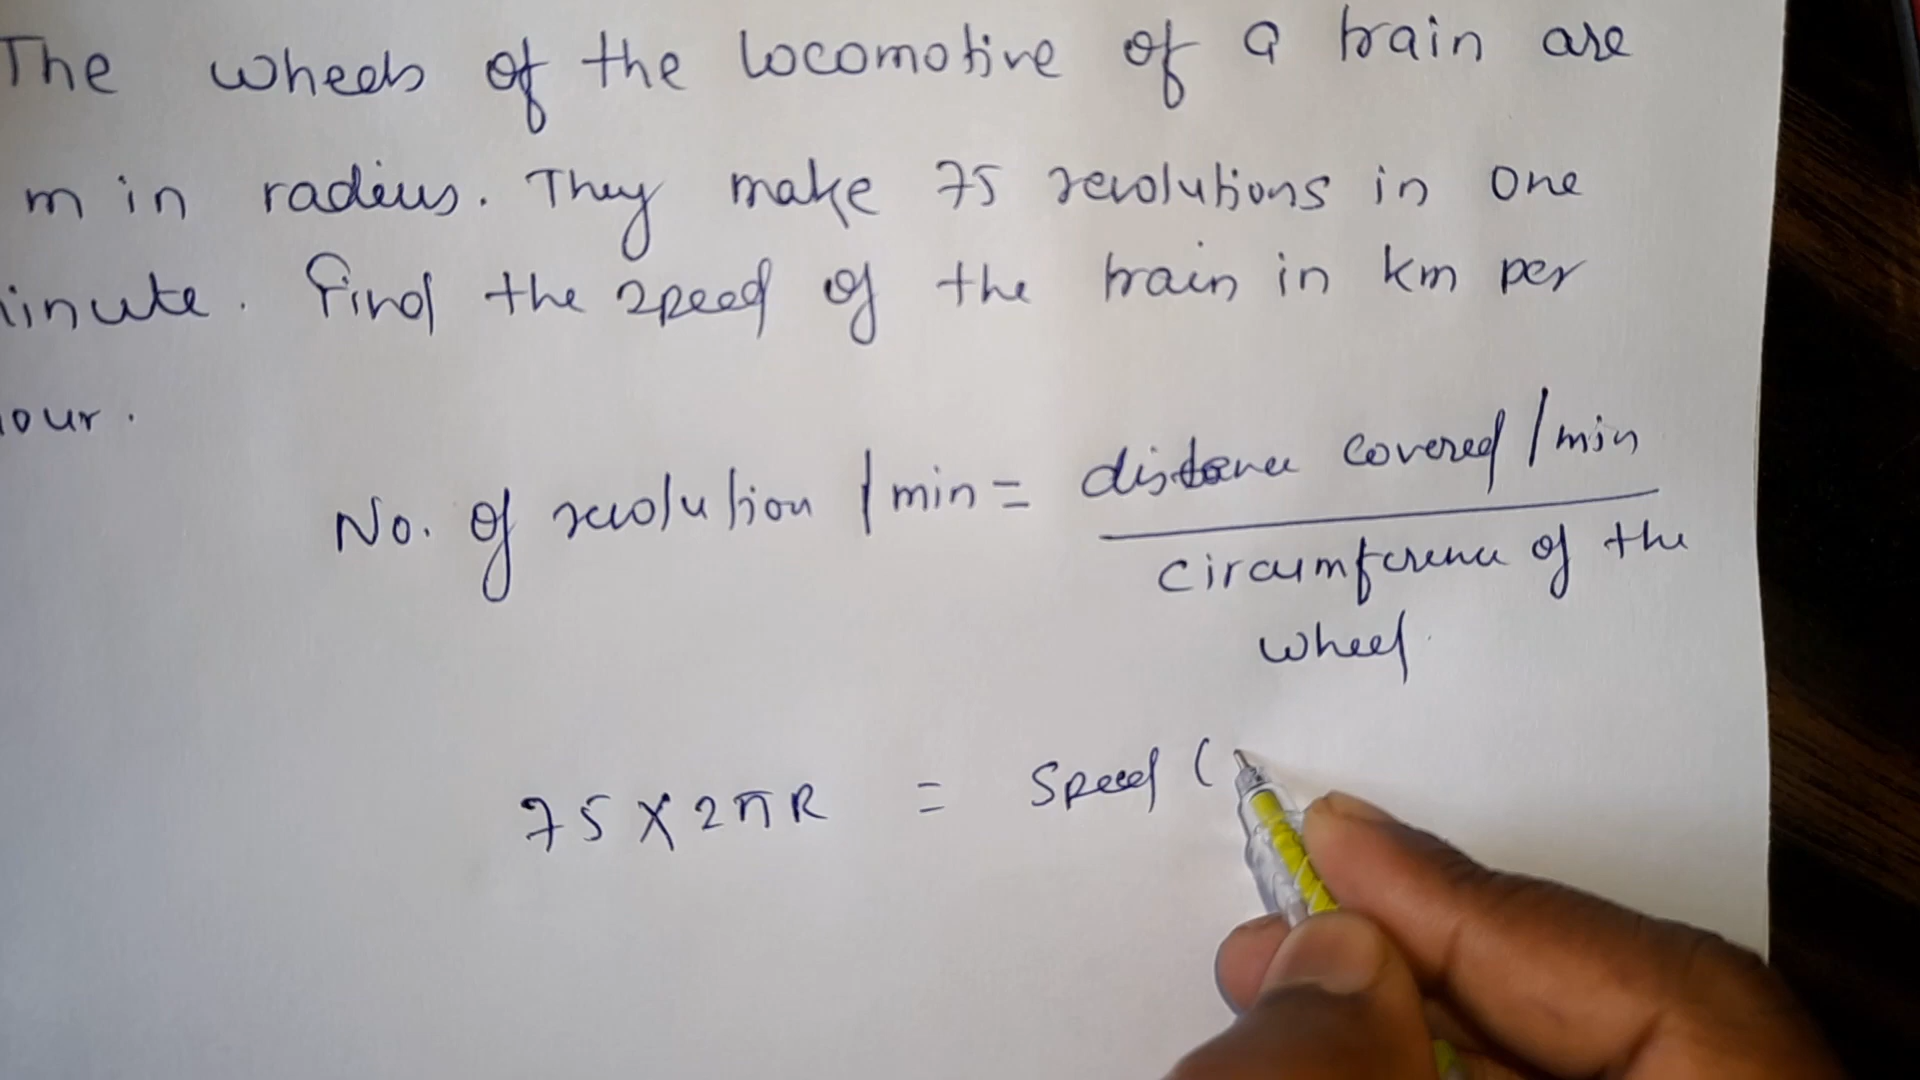 The wheels of the locomotive of a train are
m in radius. They make 75 revolutions in one
inute. Find the speed of the train in km per
our.
No. of revolution / min = distance covered / min
circumference of the
wheel.
75 X 2πR = Speed (